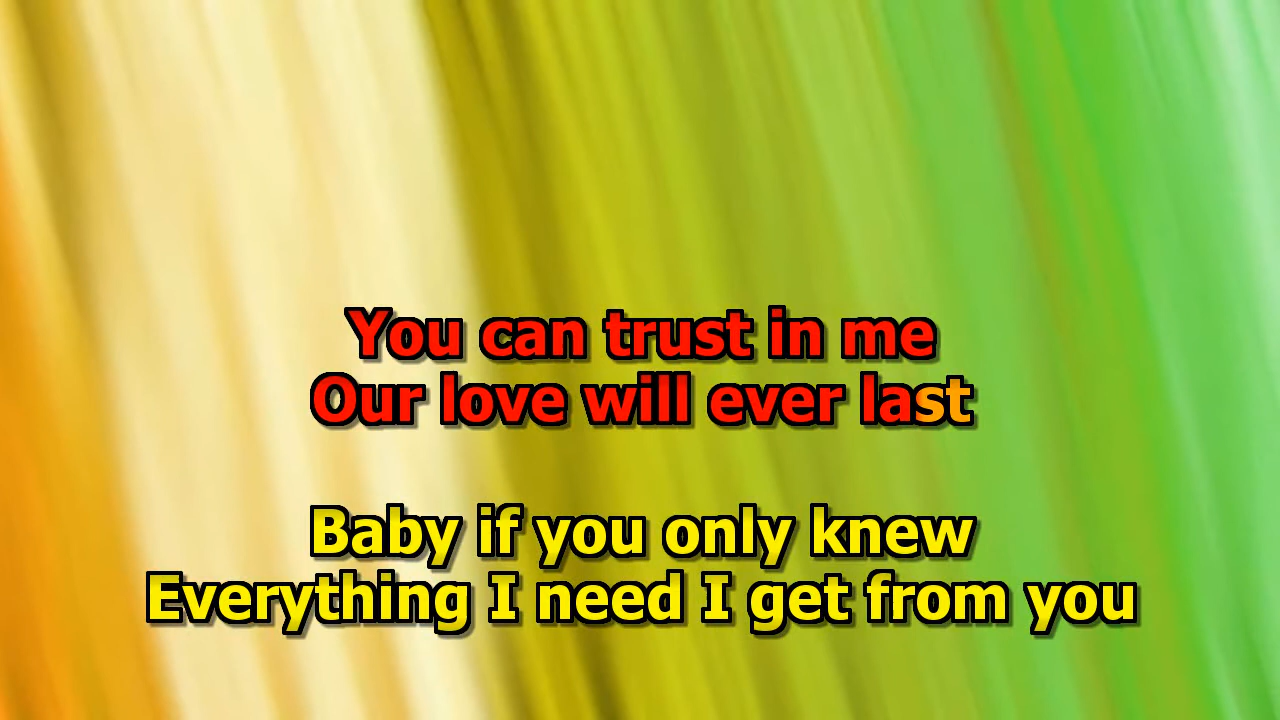 You can trust in me
Our love will ever last
Baby if you only knew
Everything I need I get from you